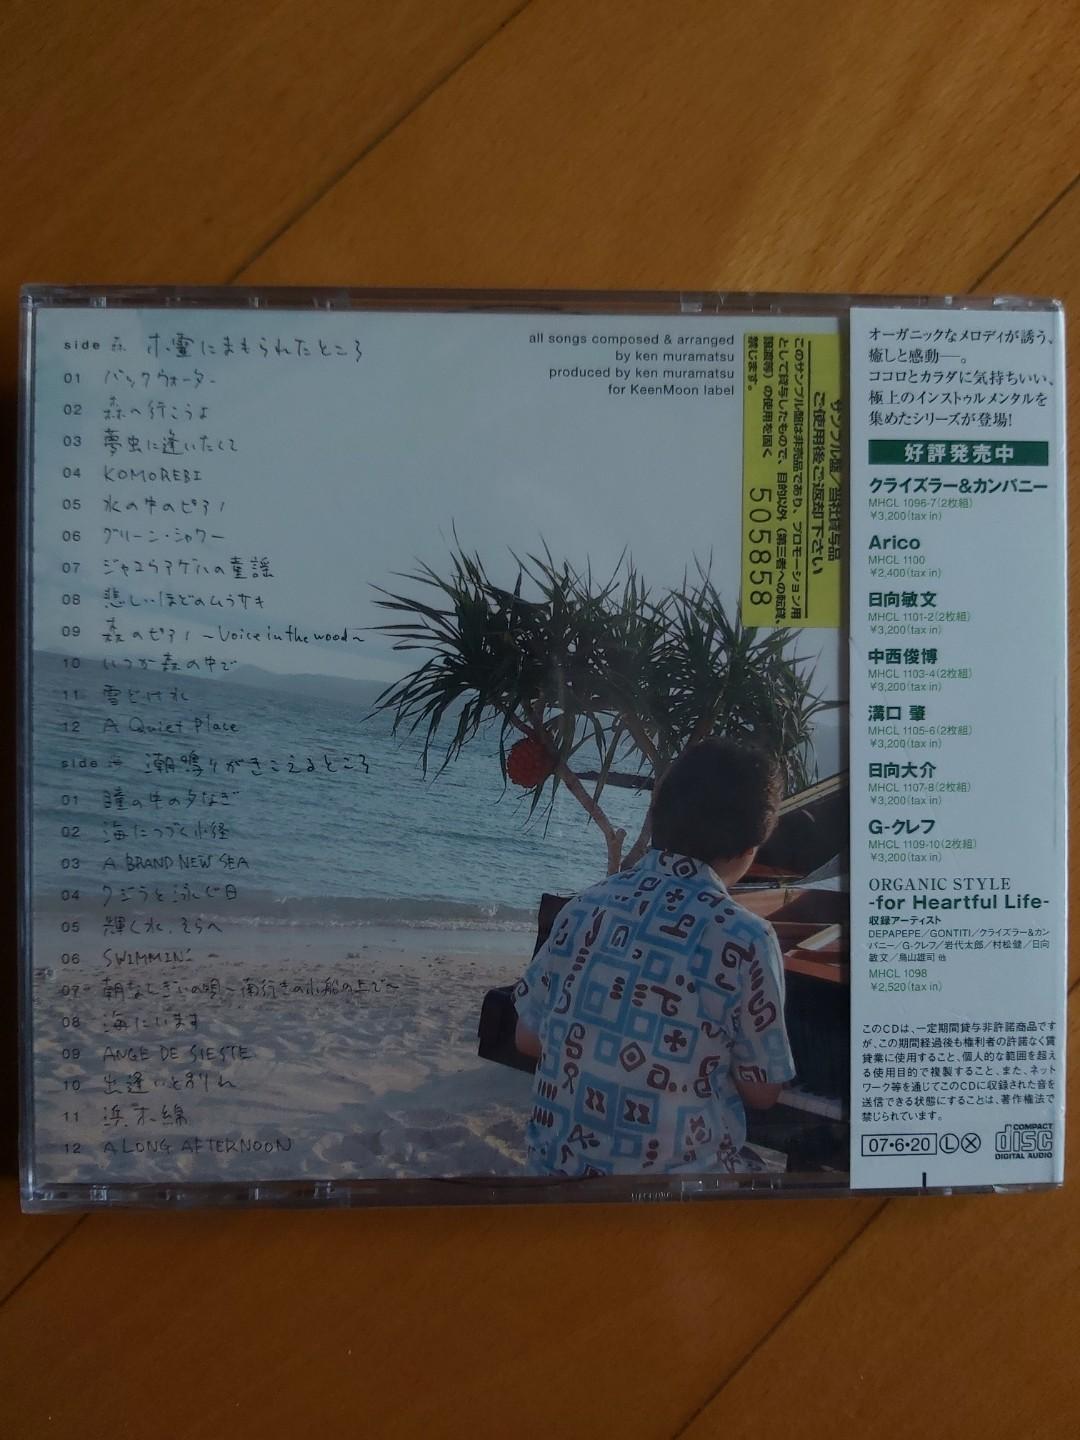 side 森 木霊にまもられたところ
01 バックウォーター
02 森へ行こうよ
03 夢虫に逢いたくて
04 KOMOREBI
05 水の中のピアノ
06 グリーン・シャワー
07 ジャコウアゲハの童謡
08 悲しいほどのムラサキ
09 森のピアノ ～Voice in the wood～
10 いつか森の中で
11 雪どけ水
12 A Quiet Place
side 海 潮鳴りがきこえるところ
01 瞳の中の夕なぎ
02 海につづく小径
03 A BRAND NEW SEA
04 クジラと泳ぐ日
05 輝く水、そらへ
06 SWIMMIN'
07 朝なぎの唄～南行きの小船の上で～
08 海にいます
09 ANGE DE SIESTE
10 出逢いと別れ
11 浜木綿
12 A LONG AFTERNOON
all songs composed & arranged
by ken muramatsu
produced by ken muramatsu
for KeenMoon label
サンプル盤／当社貸与品
ご使用後ご返却下さい
このサンプル盤は非売品であり、プロモーション用
として貸与したもので、目的以外（第三者への転貸、
譲渡等）の使用を固く
禁じます。
505858
オーガニックなメロディが誘う、
癒しと感動──。
ココロとカラダに気持ちいい、
極上のインストゥルメンタルを
集めたシリーズが登場!
好評発売中
クライズラー&カンパニー
MHCL 1096-7(2枚組)
¥3,200(tax in)
Arico
MHCL 1100
¥2,400(tax in)
日向敏文
MHCL 1101-2(2枚組)
¥3,200(tax in)
中西俊博
MHCL 1103-4(2枚組)
¥3,200(tax in)
溝口 肇
MHCL 1105-6(2枚組)
¥3,200(tax in)
日向大介
MHCL 1107-8(2枚組)
¥3,200(tax in)
G-クレフ
MHCL 1109-10(2枚組)
¥3,200(tax in)
ORGANIC STYLE
-for Heartful Life-
収録アーティスト
DEPAPEPE／GONTITI／クライズラー&カン
パニー／G-クレフ／岩代太郎／村松健／日向
敏文／鳥山雄司 他
MHCL 1098
¥2,520(tax in)
このCDは、一定期間貸与非許諾商品です
が、この期間経過後も権利者の許諾なく賃
貸業に使用すること、個人的な範囲を超え
る使用目的で複製すること、また、ネット
ワーク等を通じてこのCDに収録された音を
送信できる状態にすることは、著作権法で
禁じられています。
07・6・20 L X
COMPACT
disc
DIGITAL AUDIO